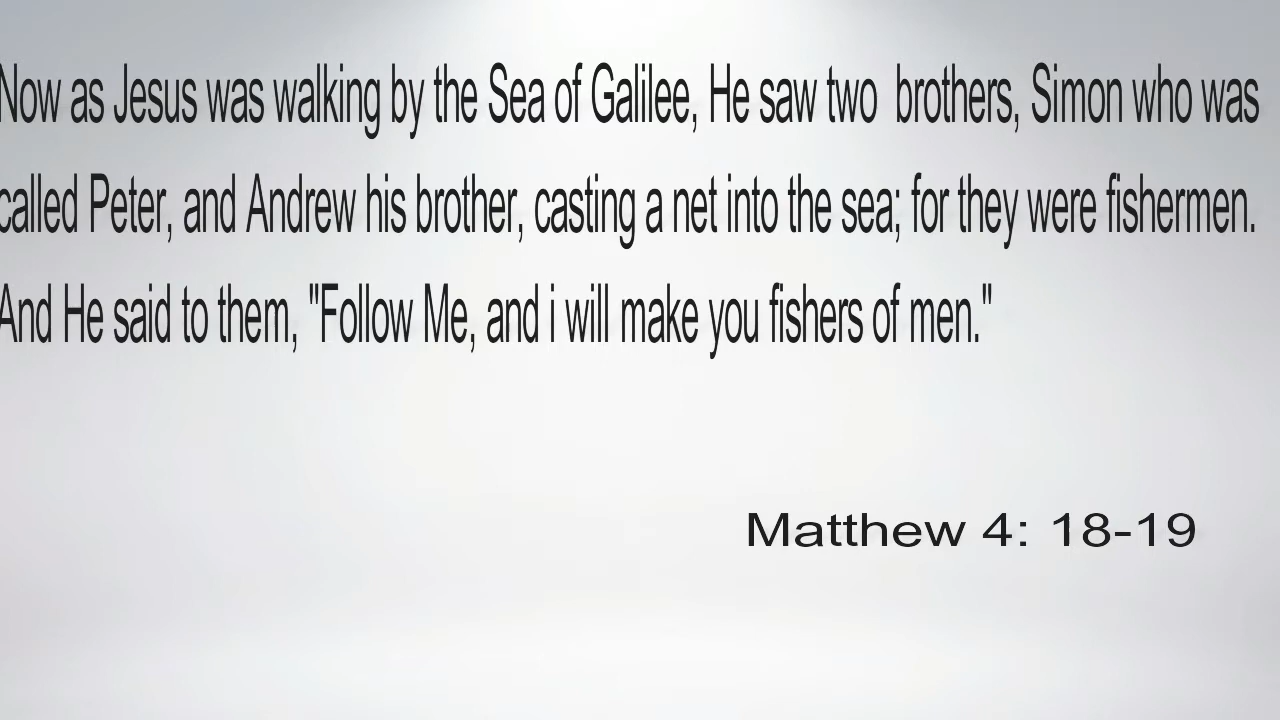 Now as Jesus was walking by the Sea of Galilee, He saw two  brothers, Simon who was
called Peter, and Andrew his brother, casting a net into the sea; for they were fishermen.
And He said to them, "Follow Me, and i will make you fishers of men."
Matthew 4: 18-19